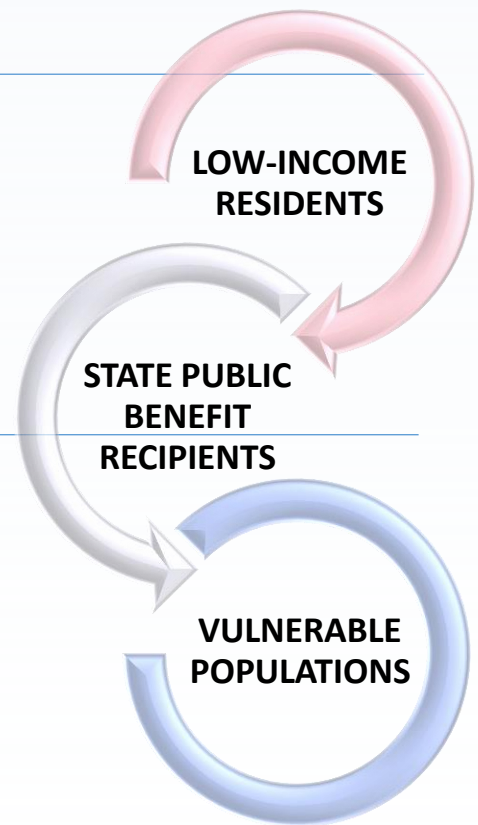 LOW-INCOME
RESIDENTS
STATE PUBLIC
BENEFIT
RECIPIENTS
VULNERABLE
POPULATIONS